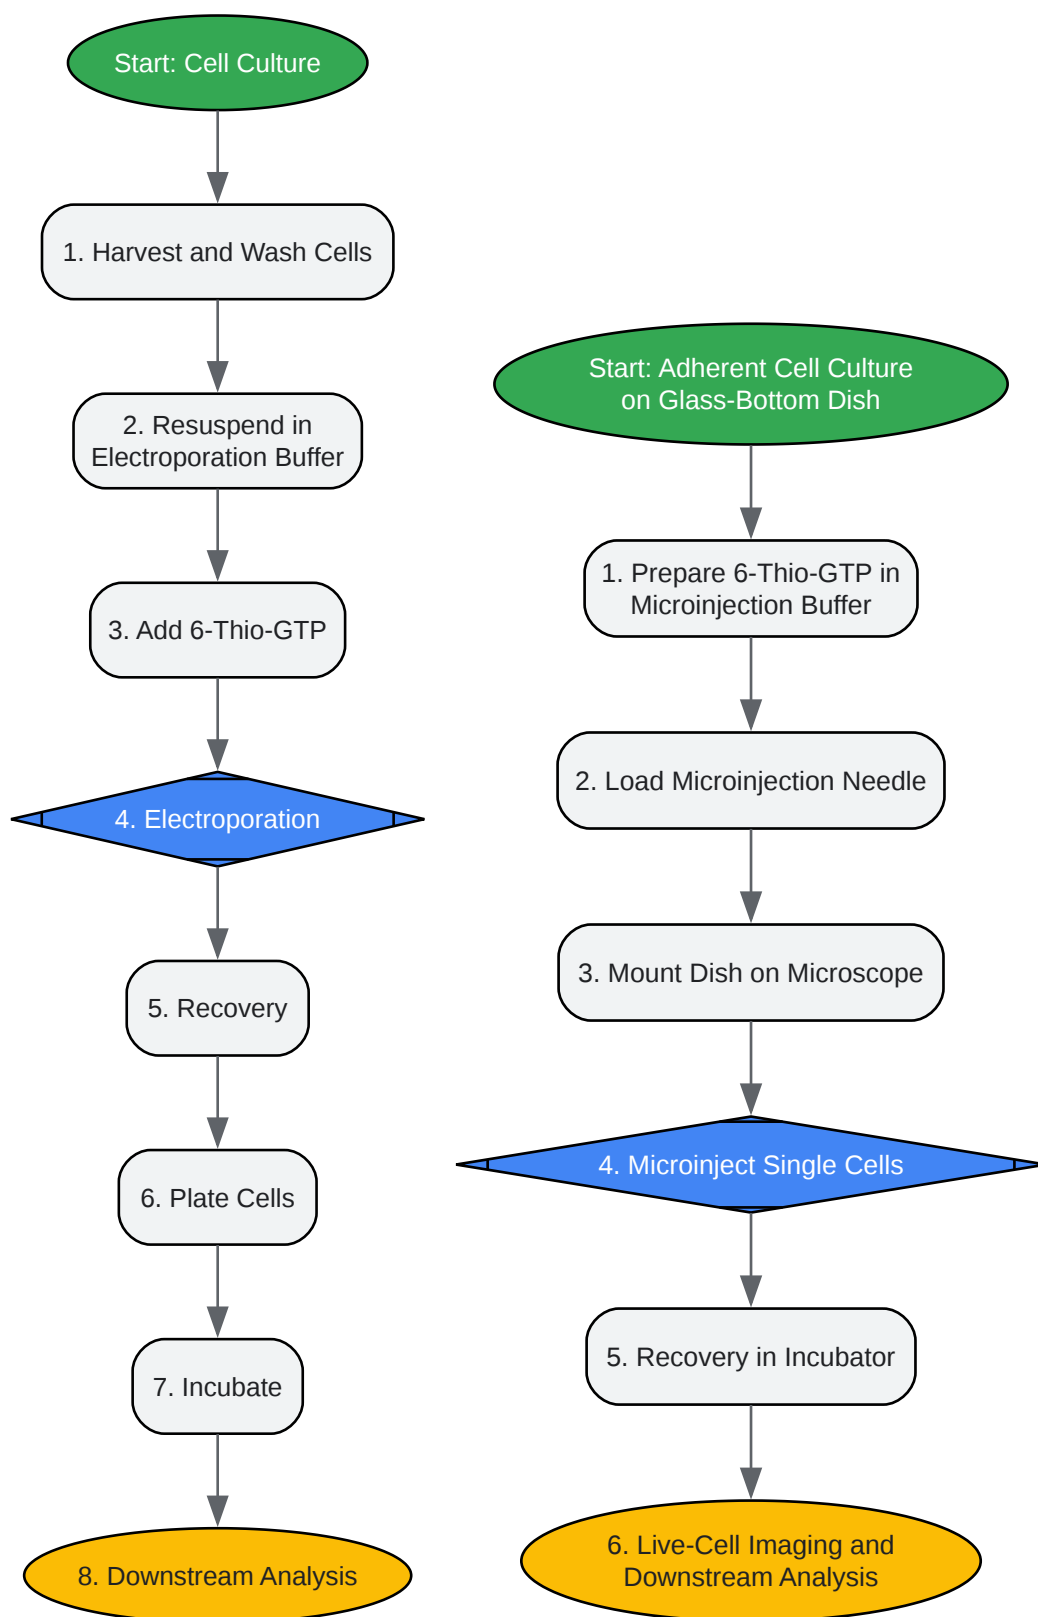 Start: Cell Culture
1. Harvest and Wash Cells
2. Resuspend in
Electroporation Buffer
3. Add 6-Thio-GTP
4. Electroporation
5. Recovery
6. Plate Cells
7. Incubate
8. Downstream Analysis
Start: Adherent Cell Culture
on Glass-Bottom Dish
1. Prepare 6-Thio-GTP in
Microinjection Buffer
2. Load Microinjection Needle
3. Mount Dish on Microscope
4. Microinject Single Cells
5. Recovery in Incubator
6. Live-Cell Imaging and
Downstream Analysis